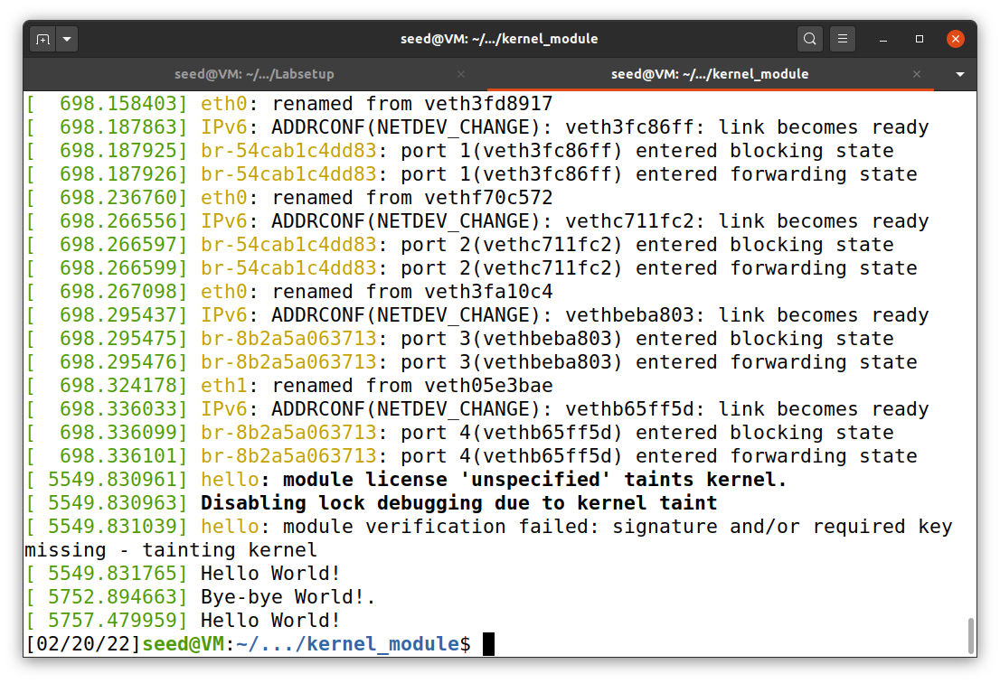 seed@VM: ~/.../kernel_module
seed@VM: ~/.../Labsetup
seed@VM: ~/.../kernel_module
[  698.158403] eth0: renamed from veth3fd8917
[  698.187863] IPv6: ADDRCONF(NETDEV_CHANGE): veth3fc86ff: link becomes ready
[  698.187925] br-54cab1c4dd83: port 1(veth3fc86ff) entered blocking state
[  698.187926] br-54cab1c4dd83: port 1(veth3fc86ff) entered forwarding state
[  698.236760] eth0: renamed from vethf70c572
[  698.266556] IPv6: ADDRCONF(NETDEV_CHANGE): vethc711fc2: link becomes ready
[  698.266597] br-54cab1c4dd83: port 2(vethc711fc2) entered blocking state
[  698.266599] br-54cab1c4dd83: port 2(vethc711fc2) entered forwarding state
[  698.267098] eth0: renamed from veth3fa10c4
[  698.295437] IPv6: ADDRCONF(NETDEV_CHANGE): vethbeba803: link becomes ready
[  698.295475] br-8b2a5a063713: port 3(vethbeba803) entered blocking state
[  698.295476] br-8b2a5a063713: port 3(vethbeba803) entered forwarding state
[  698.324178] eth1: renamed from veth05e3bae
[  698.336033] IPv6: ADDRCONF(NETDEV_CHANGE): vethb65ff5d: link becomes ready
[  698.336099] br-8b2a5a063713: port 4(vethb65ff5d) entered blocking state
[  698.336101] br-8b2a5a063713: port 4(vethb65ff5d) entered forwarding state
[ 5549.830961] hello: module license 'unspecified' taints kernel.
[ 5549.830963] Disabling lock debugging due to kernel taint
[ 5549.831039] hello: module verification failed: signature and/or required key
missing - tainting kernel
[ 5549.831765] Hello World!
[ 5752.894663] Bye-bye World!.
[ 5757.479959] Hello World!
[02/20/22]seed@VM:~/.../kernel_module$